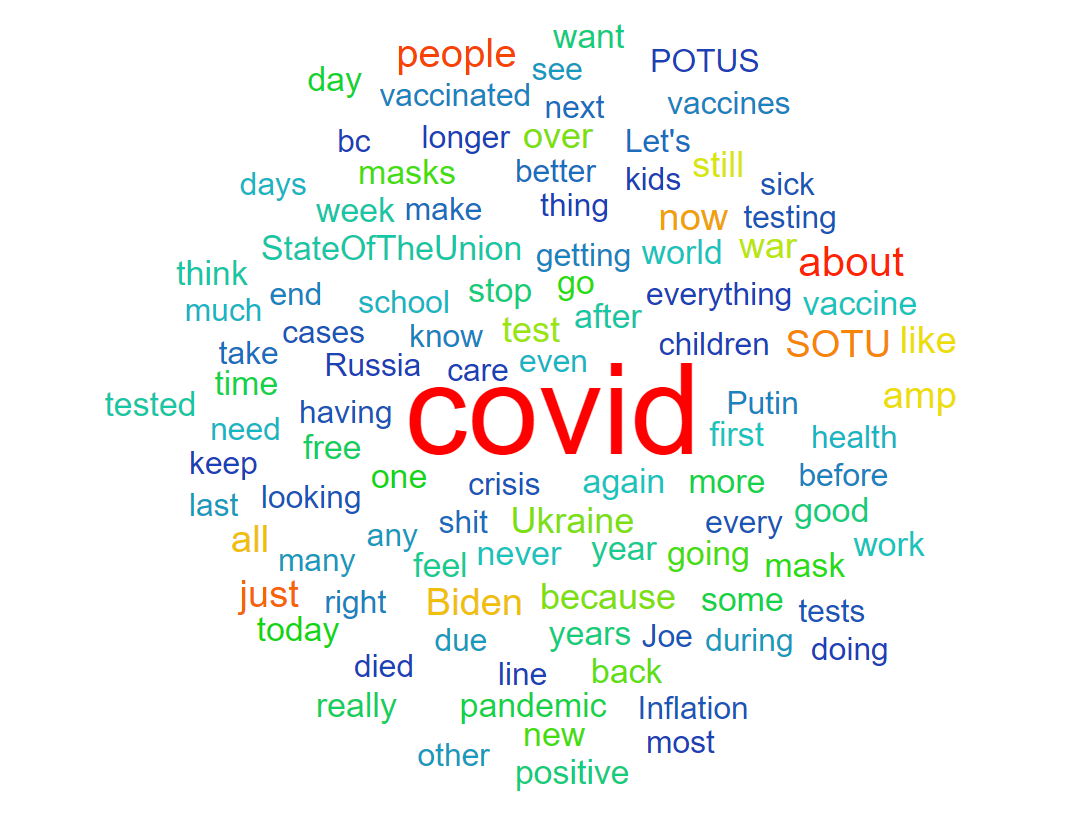 want
people
see
POTUS
day
vaccinated
next
vaccines
bc
longer
over
Let's
masks
better
kids
still
sick
days
week
make
thing
now
testing
StateOfTheUnion
getting
world
war
about
think
much
end
school
stop
go
everything
vaccine
after
cases
know
test
children
SOTU
like
take
Russia
care
even
time
covid
tested
having
Putin
amp
need
free
first
health
keep
one
crisis
again
more
before
last
looking
shit
Ukraine
every
good
all
any
many
feel
never
year
going
mask
work
just
right
Biden
because
some
tests
today
due
years
Joe
during
doing
died
line
back
really
pandemic
Inflation
new
most
other
positive